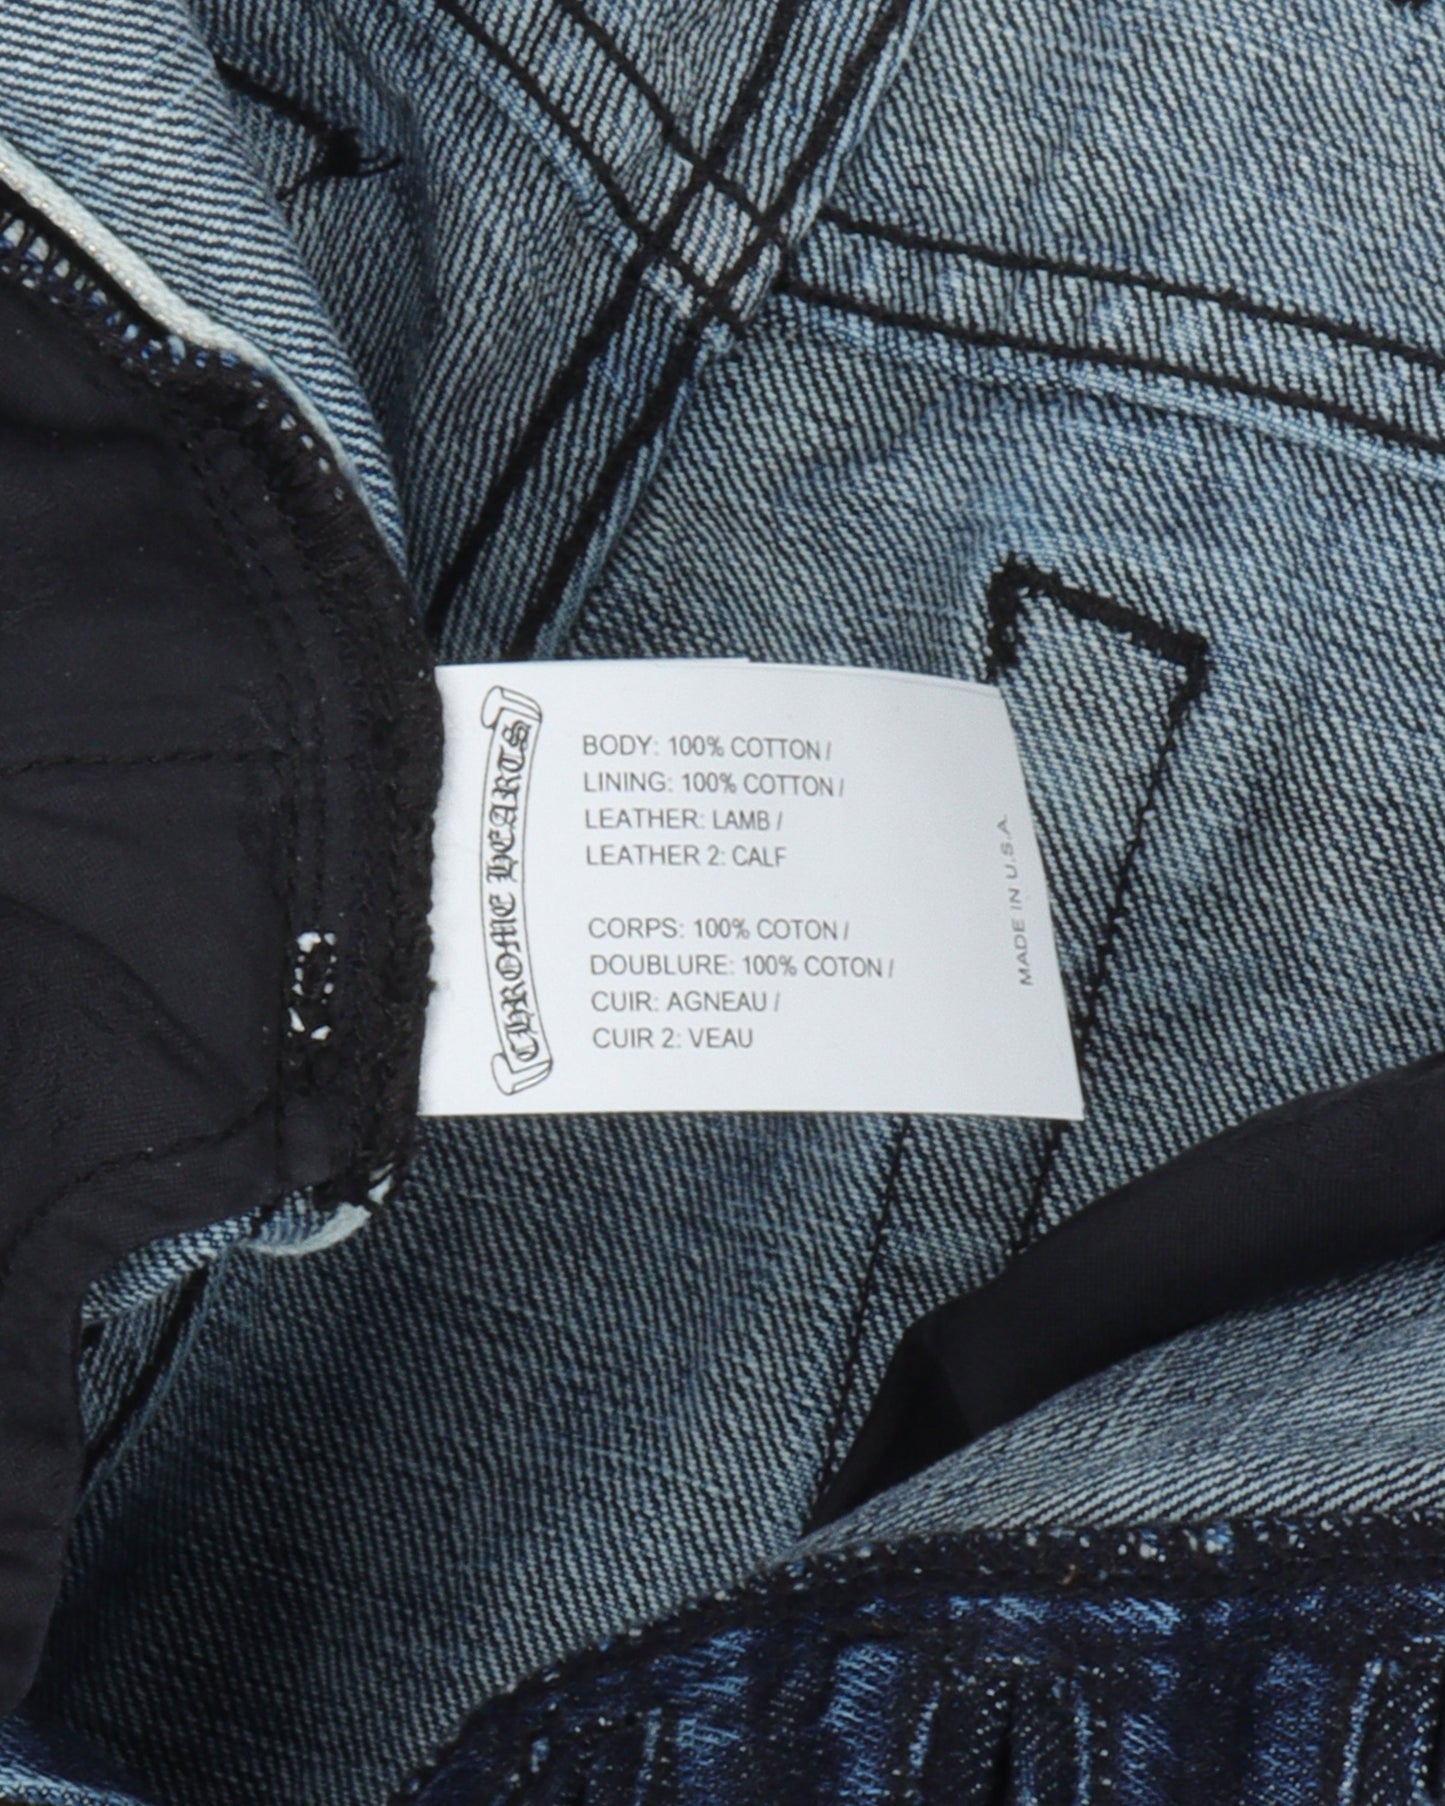 CHROME HEARTS
BODY: 100% COTTON /
LINING: 100% COTTON /
LEATHER: LAMB /
LEATHER 2: CALF
CORPS: 100% COTON /
DOUBLURE: 100% COTON /
CUIR: AGNEAU /
CUIR 2: VEAU
MADE IN U.S.A.